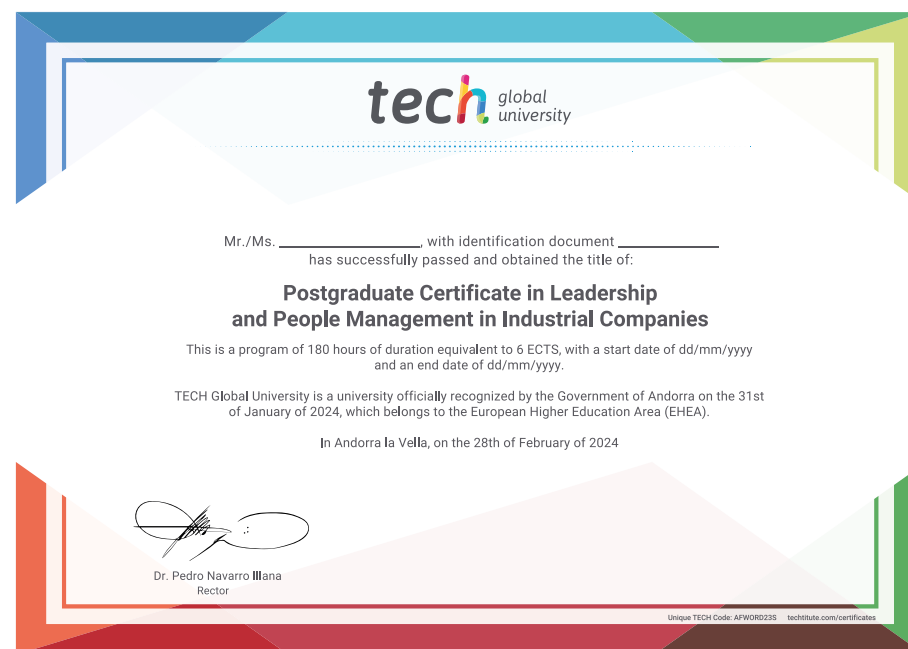 tech global university
Mr./Ms. ____________________, with identification document ______________
has successfully passed and obtained the title of:
Postgraduate Certificate in Leadership
and People Management in Industrial Companies
This is a program of 180 hours of duration equivalent to 6 ECTS, with a start date of dd/mm/yyyy
and an end date of dd/mm/yyyy.
TECH Global University is a university officially recognized by the Government of Andorra on the 31st
of January of 2024, which belongs to the European Higher Education Area (EHEA).
In Andorra la Vella, on the 28th of February of 2024
Dr. Pedro Navarro Illana
Rector
Unique TECH Code: AFWORD23S techtitute.com/certificates